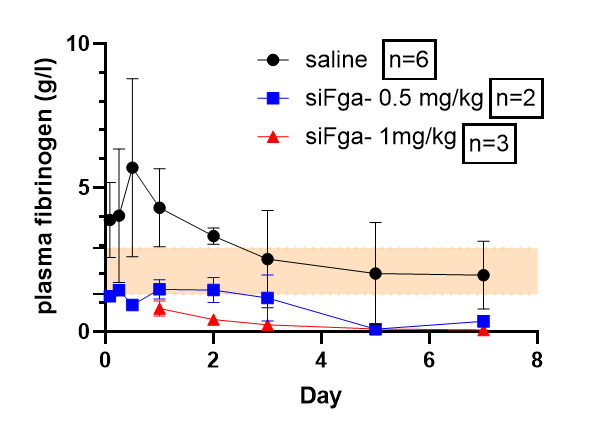 10
saline n=6
siFga- 0.5 mg/kg n=2
siFga- 1mg/kg n=3
plasma fibrinogen (g/l)
5
0
0 2 4 6 8
Day